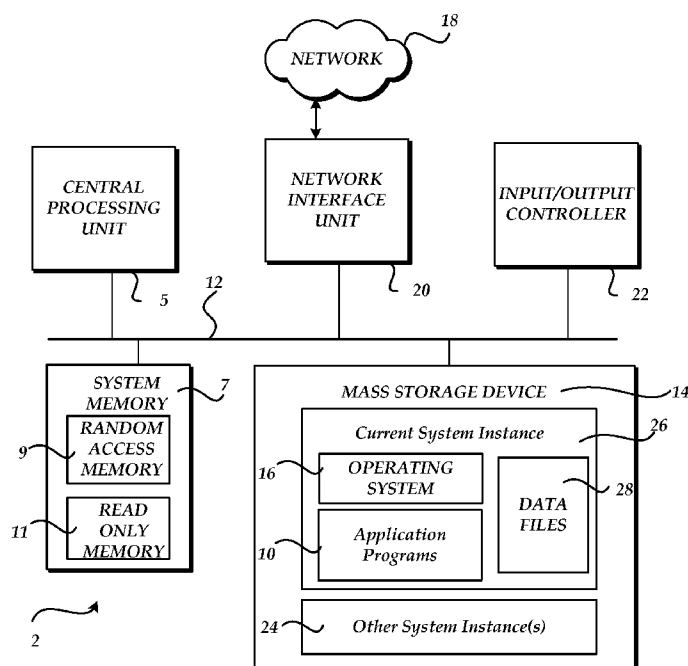 18
NETWORK
CENTRAL
PROCESSING
UNIT
5
NETWORK
INTERFACE
UNIT
20
INPUT/OUTPUT
CONTROLLER
22
12
SYSTEM
MEMORY
7
9
RANDOM
ACCESS
MEMORY
11
READ
ONLY
MEMORY
2
MASS STORAGE DEVICE
14
Current System Instance
26
16
OPERATING
SYSTEM
10
Application
Programs
28
DATA
FILES
24
Other System Instance(s)